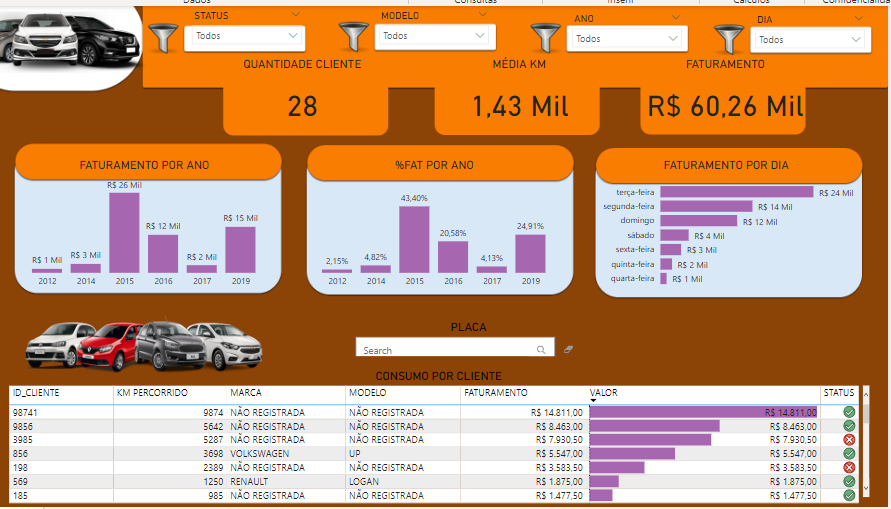 Dados Consultas Inserir Cálculos
STATUS MODELO ANO DIA
Todos Todos Todos Todos
QUANTIDADE CLIENTE MÉDIA KM FATURAMENTO
28 1,43 Mil R$ 60,26 Mil
FATURAMENTO POR ANO
R$ 1 Mil R$ 3 Mil R$ 26 Mil R$ 12 Mil R$ 2 Mil R$ 15 Mil
2012 2014 2015 2016 2017 2019
%FAT POR ANO
2,15% 4,82% 43,40% 20,58% 4,13% 24,91%
2012 2014 2015 2016 2017 2019
FATURAMENTO POR DIA
terça-feira R$ 24 Mil
segunda-feira R$ 14 Mil
domingo R$ 12 Mil
sábado R$ 4 Mil
sexta-feira R$ 3 Mil
quinta-feira R$ 2 Mil
quarta-feira R$ 1 Mil
PLACA
Search
CONSUMO POR CLIENTE
ID_CLIENTE KM PERCORRIDO MARCA MODELO FATURAMENTO VALOR STATUS
98741 9874 NÃO REGISTRADA NÃO REGISTRADA R$ 14.811,00 R$ 14.811,00
9856 5642 NÃO REGISTRADA NÃO REGISTRADA R$ 8.463,00 R$ 8.463,00
3985 5287 NÃO REGISTRADA NÃO REGISTRADA R$ 7.930,50 R$ 7.930,50
856 3698 VOLKSWAGEN UP R$ 5.547,00 R$ 5.547,00
198 2389 NÃO REGISTRADA NÃO REGISTRADA R$ 3.583,50 R$ 3.583,50
569 1250 RENAULT LOGAN R$ 1.875,00 R$ 1.875,00
185 985 NÃO REGISTRADA NÃO REGISTRADA R$ 1.477,50 R$ 1.477,50